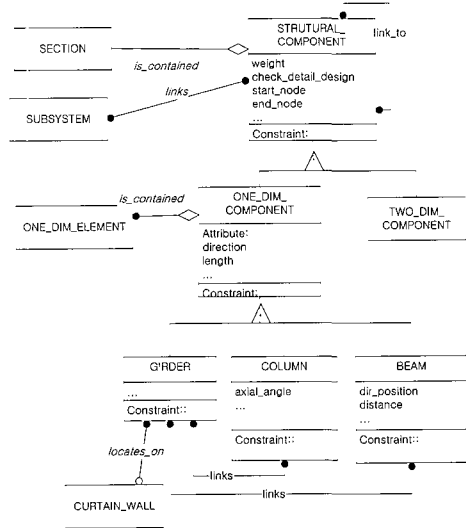 STRUTURAL_
COMPONENT
link_to
SECTION
is_contained
weight
check_detail_design
start_node
end_node
...
links
SUBSYSTEM
Constraint:
is_contained
ONE_DIM_
COMPONENT
ONE_DIM_ELEMENT
TWO_DIM_
COMPONENT
Attribute:
direction
length
...
Constraint:
G'RDER
COLUMN
BEAM
...
axial_angle
...
dir_position
distance
...
Constraint::
Constraint::
Constraint::
locates_on
links
links
CURTAIN_WALL